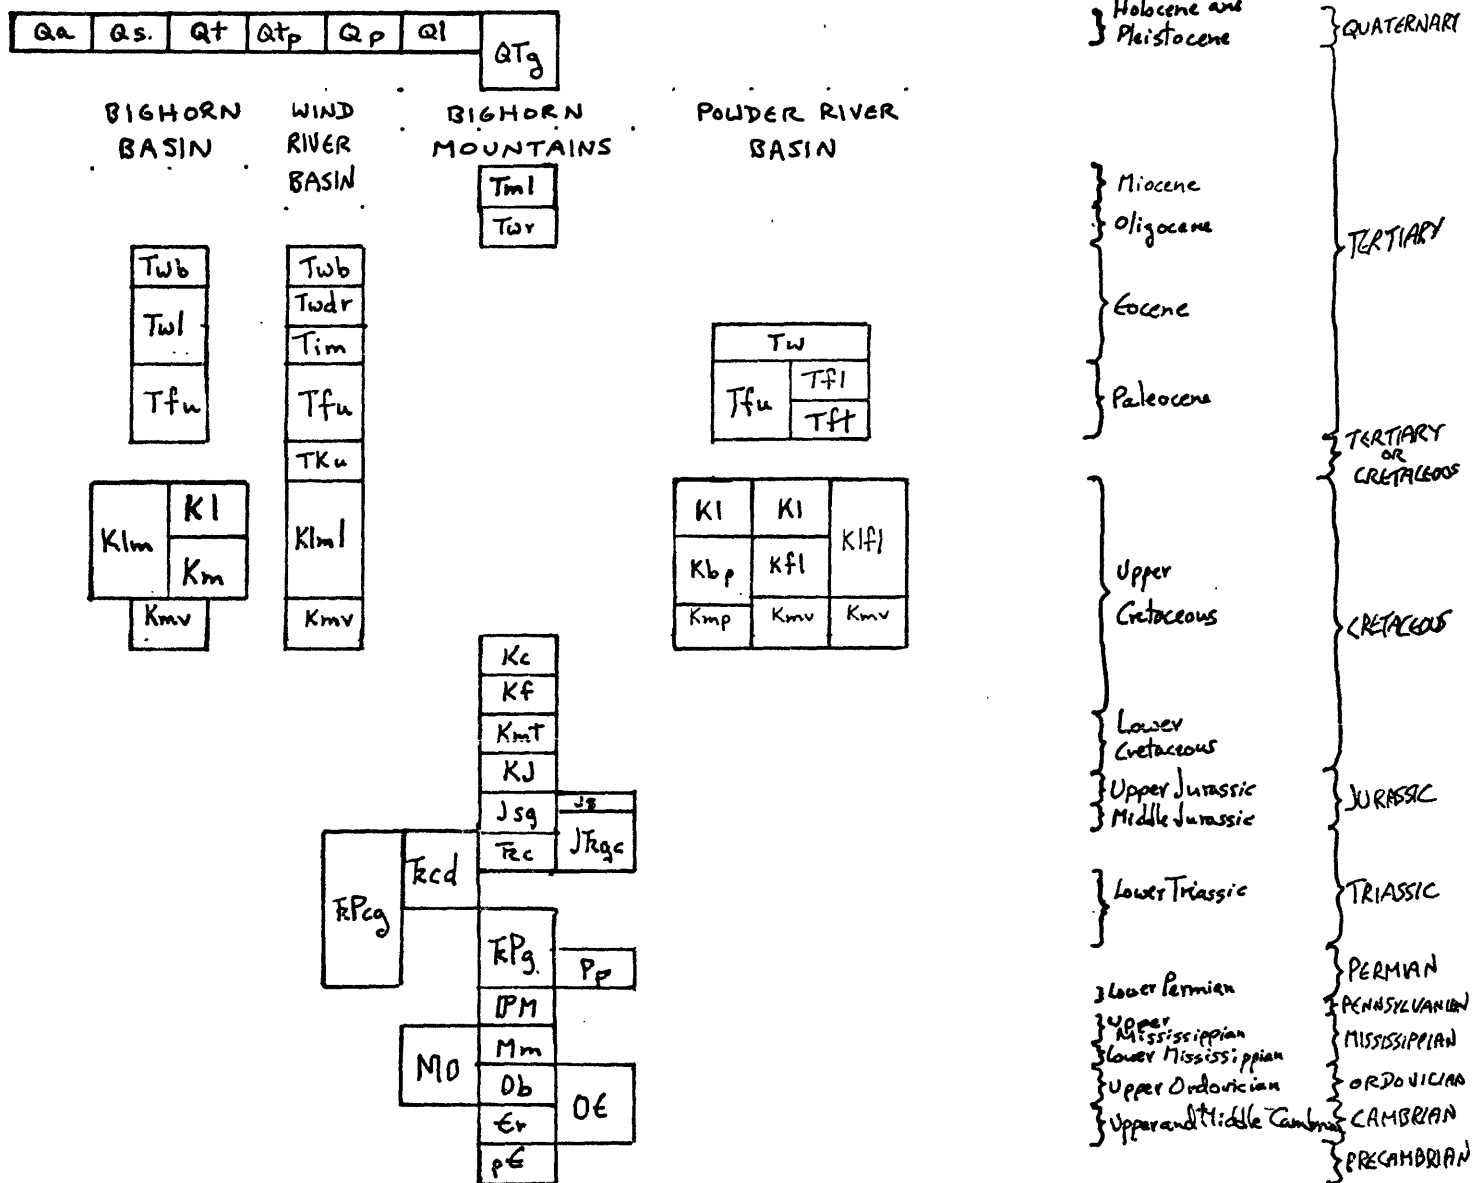 Qa Qs. Qt Qtp Qp Ql QTg
Holocene and
Pleistocene
QUATERNARY
BIGHORN
BASIN
WIND
RIVER
BASIN
BIGHORN
MOUNTAINS
POWDER RIVER
BASIN
Tml
Twr
Miocene
Oligocene
TERTIARY
Twb
Twl
Tfu
Twb
Twdr
Tim
Tfu
TKu
Tw
Tfu
Tfl
Tft
Eocene
Paleocene
TERTIARY
OR
CRETACEOUS
Klm
Kl
Km
Kmv
Klml
Kmv
Kl
Kbp
Kmp
Kl
Kfl
Kmv
Klfl
Kmv
Upper
Cretaceous
CRETACEOUS
Kc
Kf
Kmt
KJ
Jsg
Js
Lower
Cretaceous
Upper Jurassic
Middle Jurassic
JURASSIC
TRc
JTRgc
TRcd
TRPcg
TRPg
Pp
Lower Triassic
TRIASSIC
PERMIAN
Lower Permian
PENNSYLVANIAN
IPM
Upper
Mississippian
Lower Mississippian
MISSISSIPPIAN
MO
Mm
Ob
O€
€r
p€
Upper Ordovician
ORDOVICIAN
Upper and Middle Cambrian
CAMBRIAN
PRECAMBRIAN